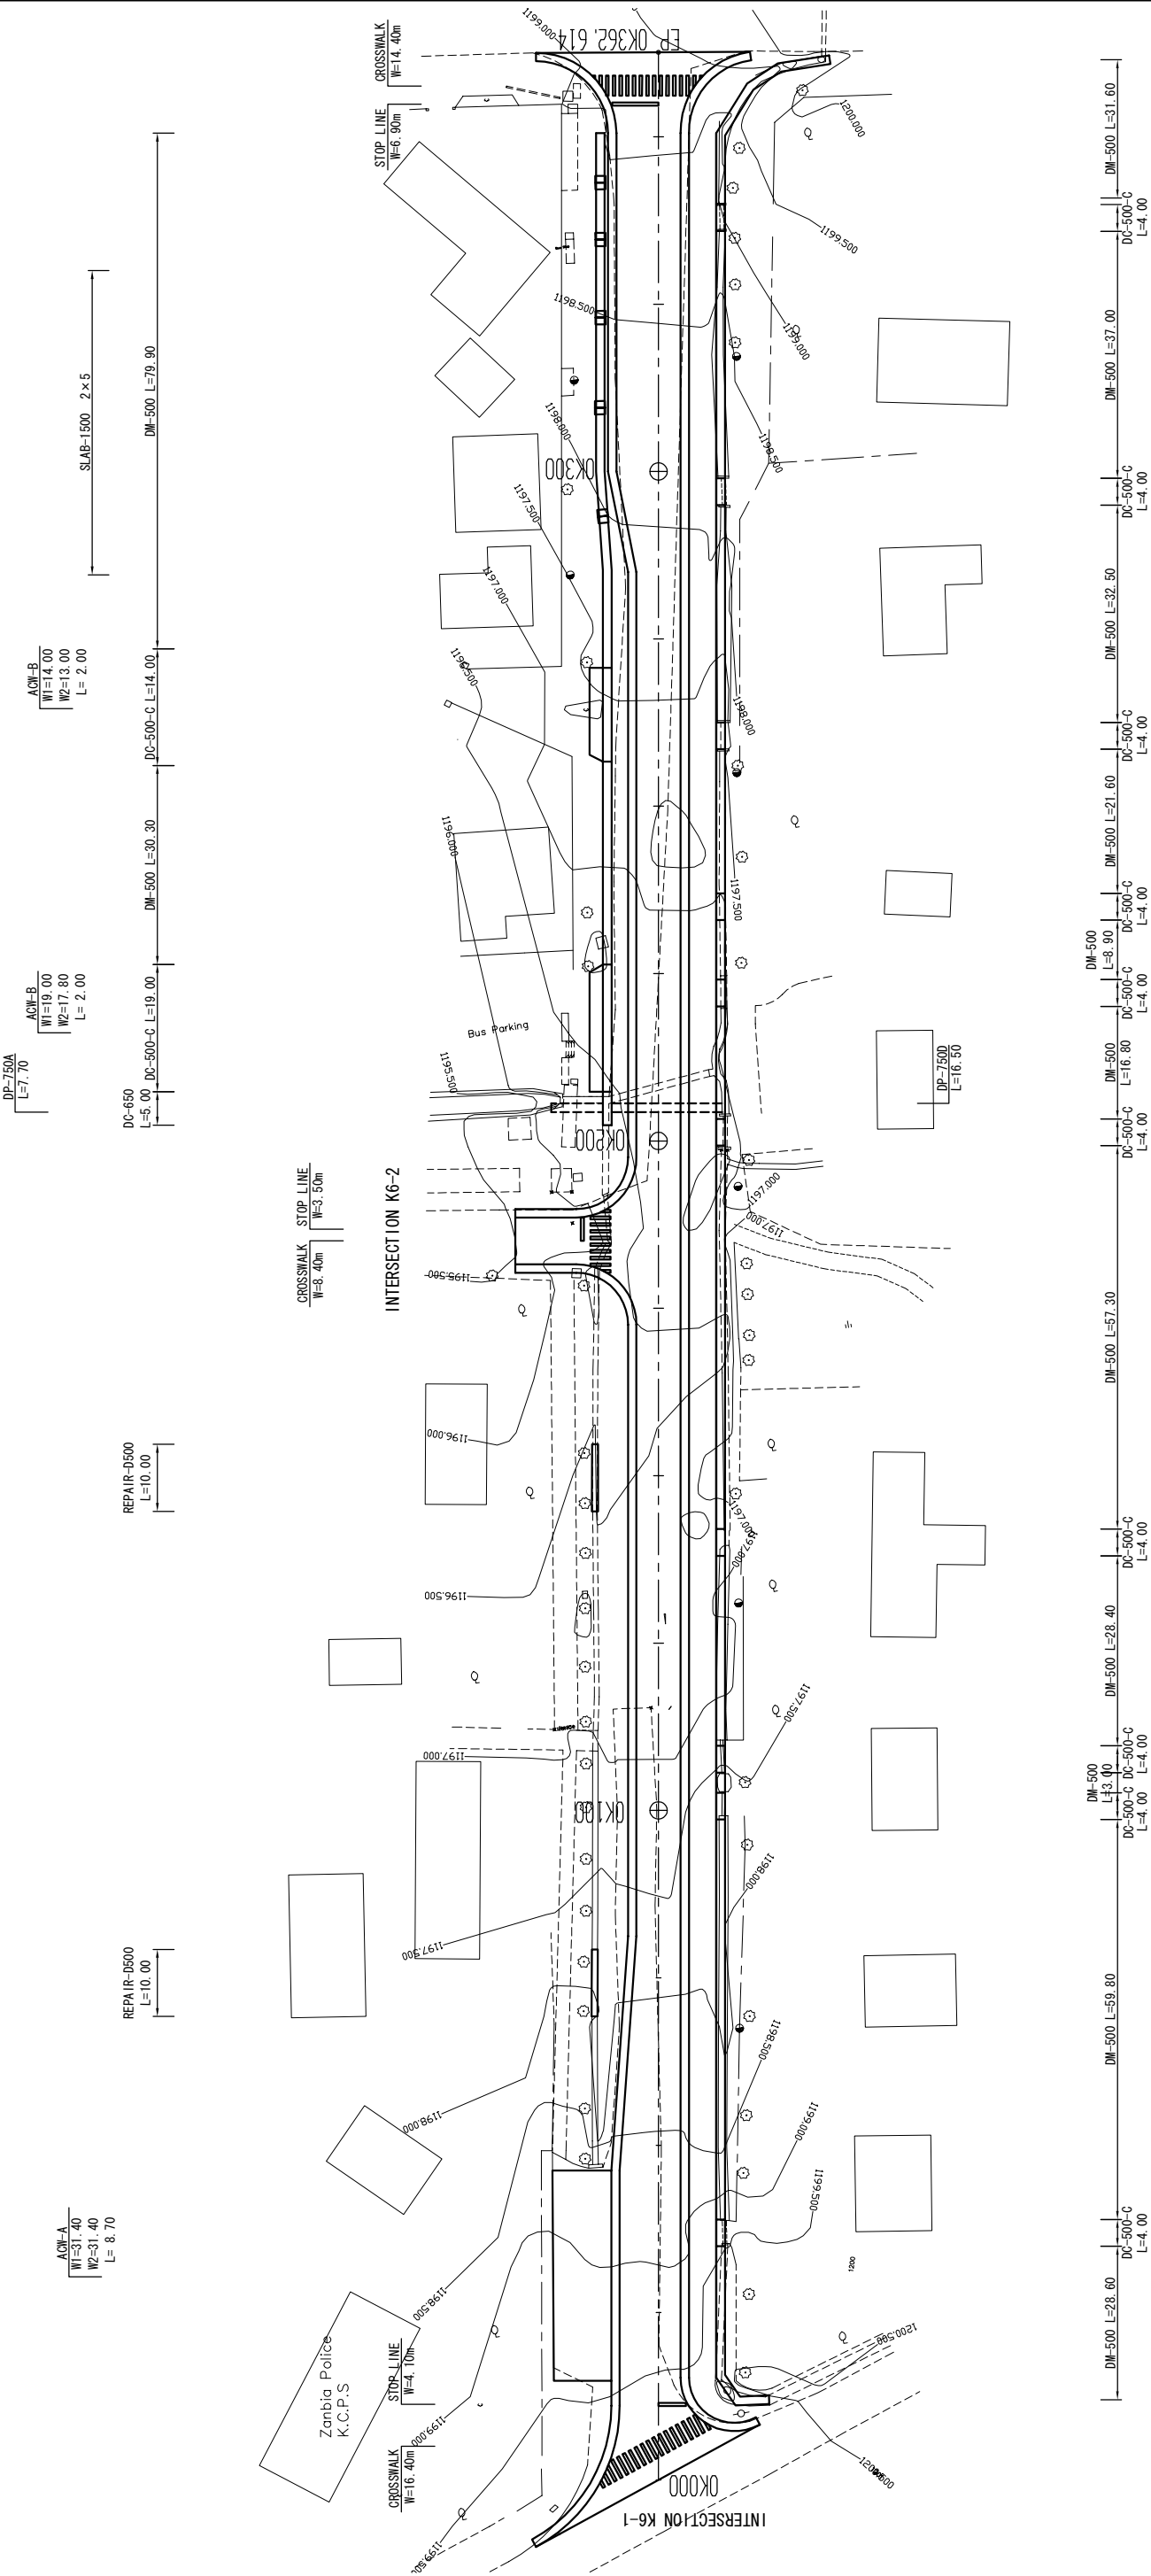 CROSSWALK
W=14.40m
STOP LINE
W=6.90m
EP 0K362.614
1199.000
1200.000
1199.500
1198.500
1199.000
1198.000
1198.500
1197.500
1197.000
1196.500
1198.000
1196.000
1197.500
1195.500
0K300
SLAB-1500 2×5
DM-500 L=79.90
ACW-B
W1=14.00
W2=13.00
L= 2.00
DC-500-C L=14.00
DM-500 L=30.30
ACW-B
W1=19.00
W2=17.80
L= 2.00
DC-500-C L=19.00
DP-750A
L=7.70
DC-650
L=5.00
Bus Parking
0K200
DP-750D
L=16.50
CROSSWALK
W=8.40m
STOP LINE
W=3.50m
INTERSECTION K6-2
1195.500
1197.000
1197.000
1196.000
REPAIR-D500
L=10.00
1196.500
1197.000
1197.000
1197.000
1197.500
0K100
1197.500
1198.000
REPAIR-D500
L=10.00
1198.500
1198.000
1199.000
1199.500
ACW-A
W1=31.40
W2=31.40
L= 8.70
1198.500
1200
Zanbia Police
K.C.P.S
STOP LINE
W=4.10m
1199.000
1200.500
CROSSWALK
W=16.40m
1199.500
0K000
INTERSECTION K6-1
DM-500 L=31.60
DC-500-C
L=4.00
DM-500 L=37.00
DC-500-C
L=4.00
DM-500 L=32.50
DC-500-C
L=4.00
DM-500 L=21.60
DC-500-C
L=4.00
DM-500
L=8.90
DC-500-C
L=4.00
DM-500
L=16.80
DC-500-C
L=4.00
DM-500 L=57.30
DC-500-C
L=4.00
DM-500 L=28.40
DC-500-C
L=4.00
DM-500
L=3.00
DC-500-C
L=4.00
DM-500 L=59.80
DC-500-C
L=4.00
DM-500 L=28.60